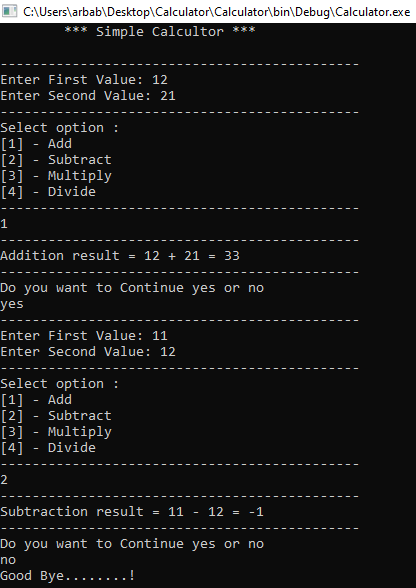 C:\Users\arbab\Desktop\Calculator\Calculator\bin\Debug\Calculator.exe
*** Simple Calcultor ***
---------------------------------------------
Enter First Value: 12
Enter Second Value: 21
---------------------------------------------
Select option :
[1] - Add
[2] - Subtract
[3] - Multiply
[4] - Divide
---------------------------------------------
1
---------------------------------------------
Addition result = 12 + 21 = 33
---------------------------------------------
Do you want to Continue yes or no
yes
---------------------------------------------
Enter First Value: 11
Enter Second Value: 12
---------------------------------------------
Select option :
[1] - Add
[2] - Subtract
[3] - Multiply
[4] - Divide
---------------------------------------------
2
---------------------------------------------
Subtraction result = 11 - 12 = -1
---------------------------------------------
Do you want to Continue yes or no
no
Good Bye........!